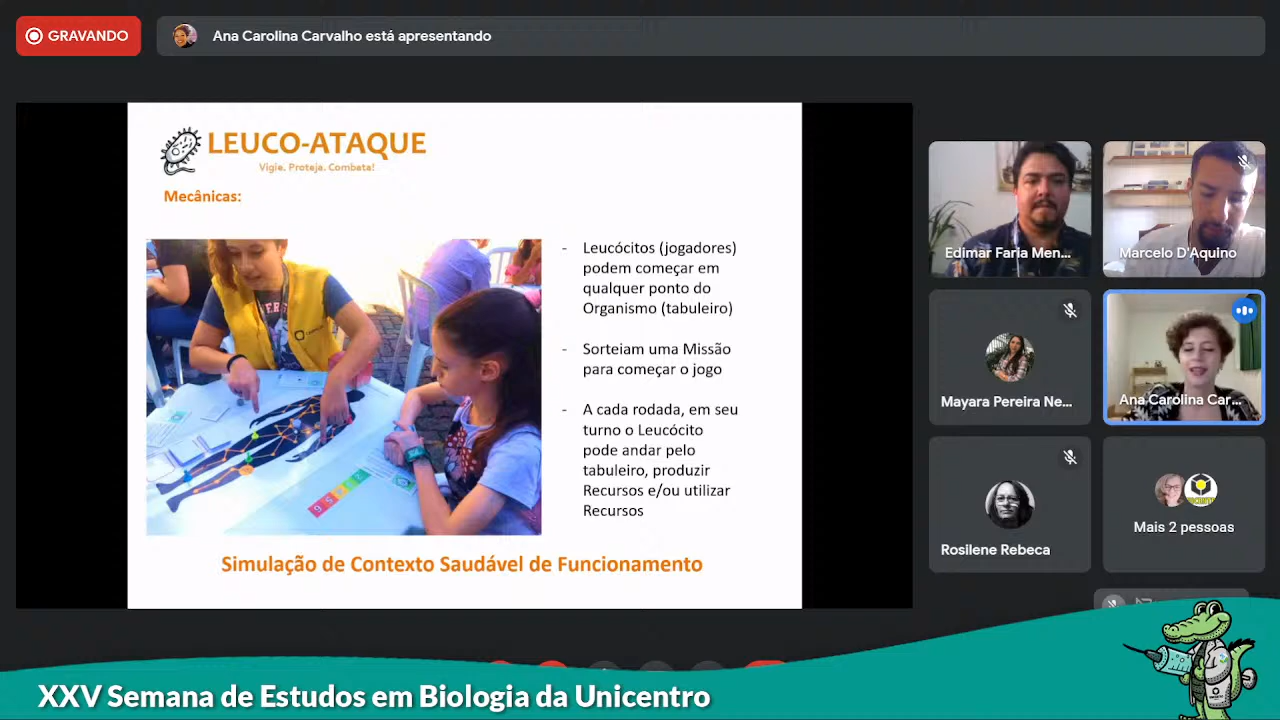 GRAVANDO
Ana Carolina Carvalho está apresentando
LEUCO-ATAQUE
Vigie. Proteja. Combata!
Mecânicas:
- Leucócitos (jogadores)
podem começar em
qualquer ponto do
Organismo (tabuleiro)
- Sorteiam uma Missão
para começar o jogo
- A cada rodada, em seu
turno o Leucócito
pode andar pelo
tabuleiro, produzir
Recursos e/ou utilizar
Recursos
Simulação de Contexto Saudável de Funcionamento
Edimar Faria Men...
Marcelo D'Aquino
Mayara Pereira Ne...
Ana Carolina Car...
Rosilene Rebeca
Mais 2 pessoas
XXV Semana de Estudos em Biologia da Unicentro